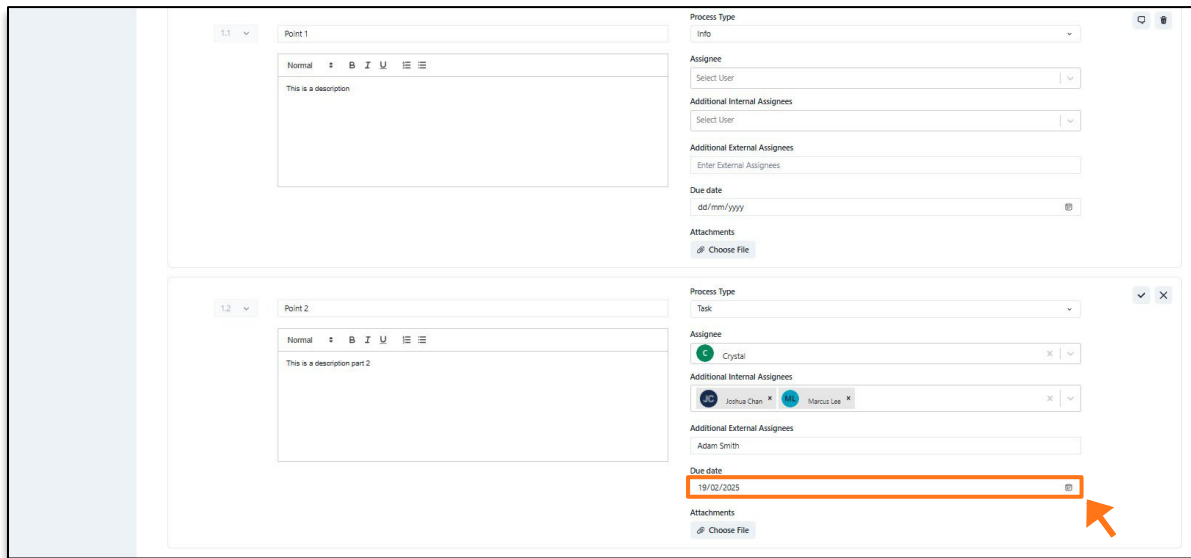 Process Type
1.1
Point 1
Info
Normal B I U
This is a description
Assignee
Select User
Additional Internal Assignees
Select User
Additional External Assignees
Enter External Assignees
Due date
dd/mm/yyyy
Attachments
Choose File
Process Type
1.2
Point 2
Task
Normal B I U
This is a description part 2
Assignee
C Crystal
Additional Internal Assignees
JC Joshua Chan × ML Marcus Lee ×
Additional External Assignees
Adam Smith
Due date
19/02/2025
Attachments
Choose File